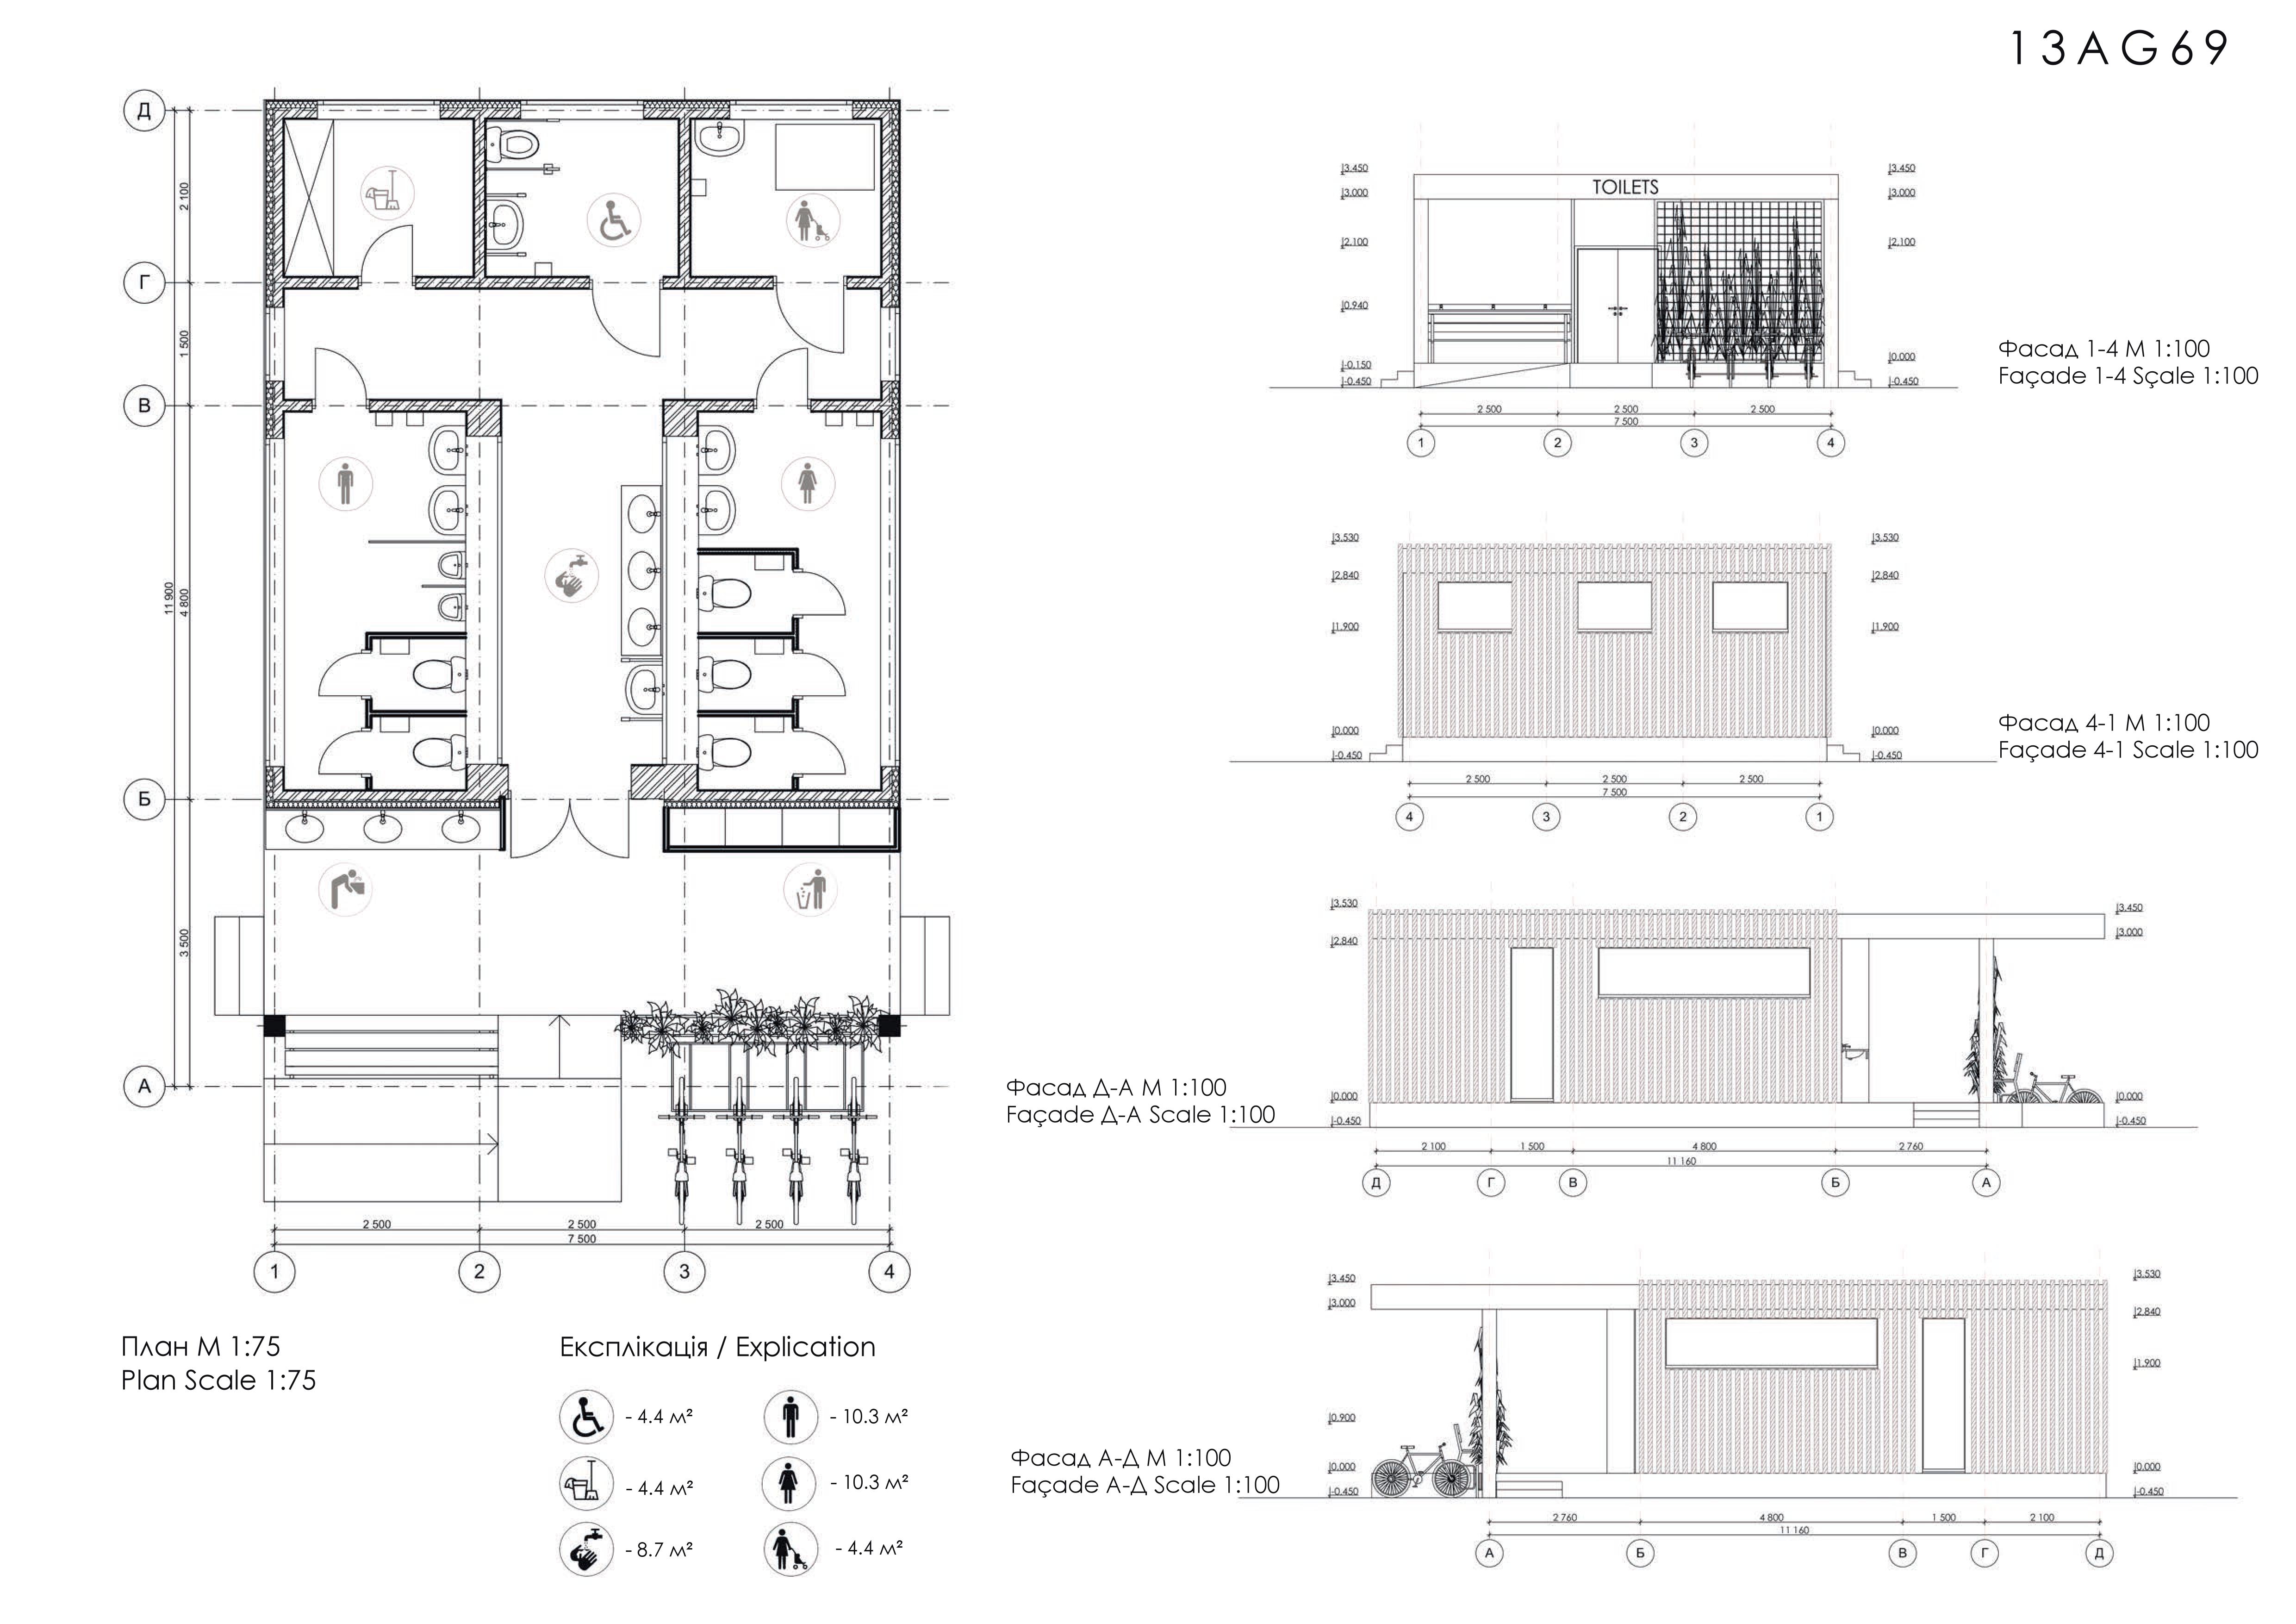 13AG69
Д
Г
В
Б
А
2 100
1 500
4 800
3 500
11 900
2 500
2 500
2 500
7 500
1
2
3
4
План М 1:75
Plan Scale 1:75
Експлікація / Explication
- 4.4 м²
- 10.3 м²
- 4.4 м²
- 10.3 м²
- 8.7 м²
- 4.4 м²
TOILETS
3.450
3.000
2.100
0.940
-0.150
-0.450
3.450
3.000
2.100
0.000
-0.450
2 500
2 500
2 500
7 500
1
2
3
4
Фасад 1-4 М 1:100
Façade 1-4 Sçale 1:100
3.530
2.840
1.900
0.000
-0.450
3.530
2.840
1.900
0.000
-0.450
2 500
2 500
2 500
7 500
4
3
2
1
Фасад 4-1 М 1:100
Façade 4-1 Scale 1:100
3.530
2.840
0.000
-0.450
3.450
3.000
0.000
-0.450
2 100
1 500
4 800
2 760
11 160
Д
Г
В
Б
А
Фасад Д-А М 1:100
Façade Д-А Scale 1:100
3.450
3.000
0.900
0.000
-0.450
3.530
2.840
1.900
0.000
-0.450
2 760
4 800
1 500
2 100
11 160
А
Б
В
Г
Д
Фасад А-Д М 1:100
Façade А-Д Scale 1:100